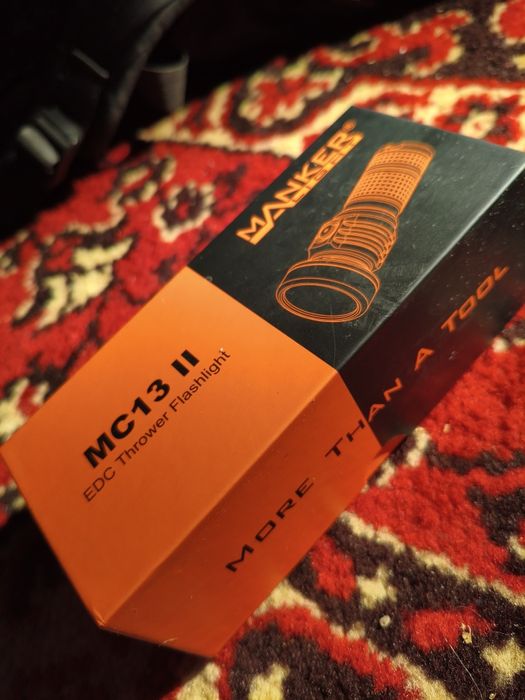 MANKER®
MC13 II
EDC Thrower Flashlight
MORE THAN A TOOL